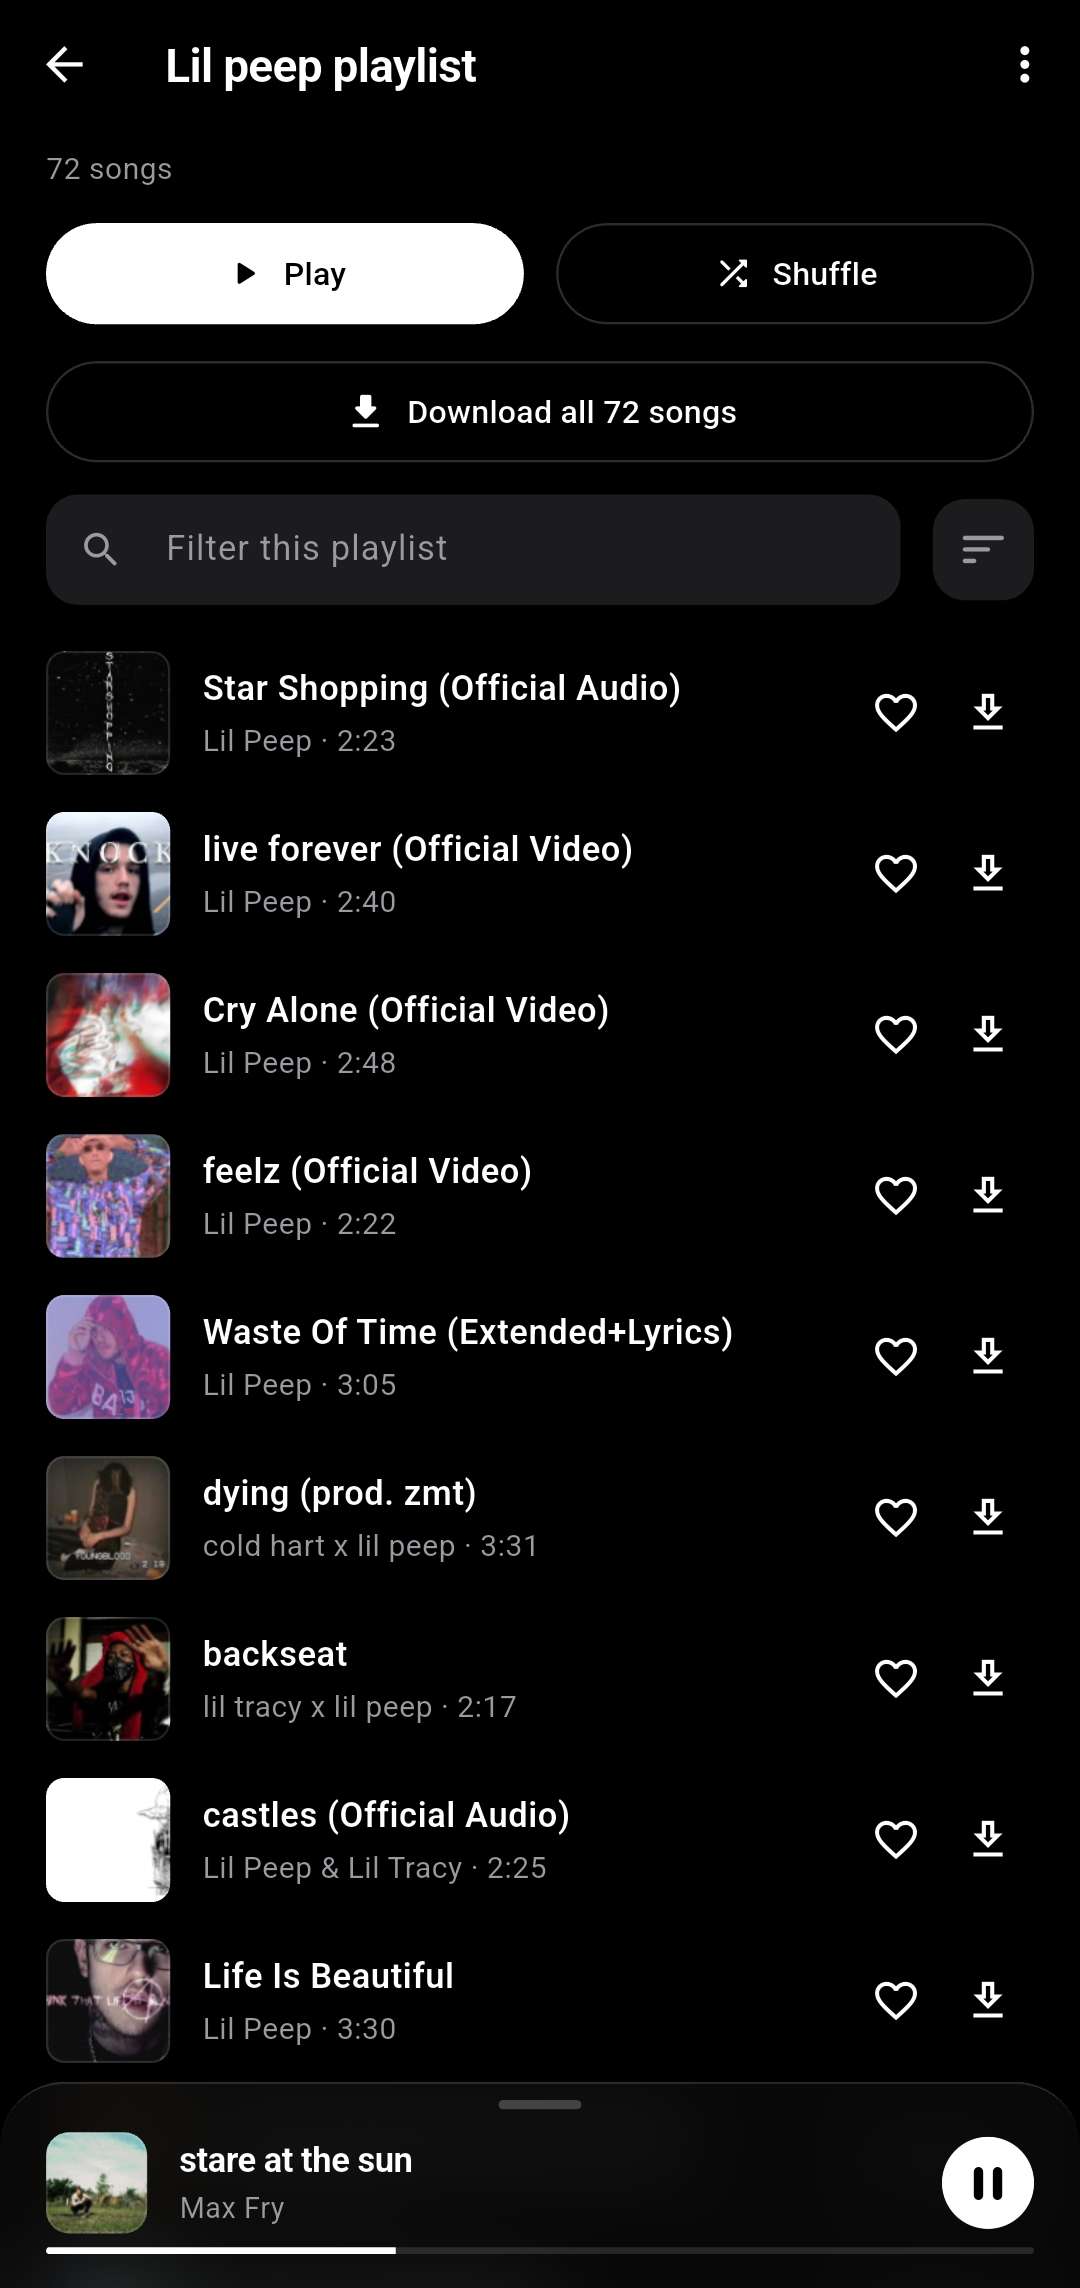 Lil peep playlist
72 songs
Play
Shuffle
Download all 72 songs
Filter this playlist
STARSHOPPING
Star Shopping (Official Audio)
Lil Peep · 2:23
KNOCK
live forever (Official Video)
Lil Peep · 2:40
Cry Alone (Official Video)
Lil Peep · 2:48
feelz (Official Video)
Lil Peep · 2:22
Waste Of Time (Extended+Lyrics)
Lil Peep · 3:05
dying (prod. zmt)
cold hart x lil peep · 3:31
YOUNGBLOOD
backseat
lil tracy x lil peep · 2:17
castles (Official Audio)
Lil Peep & Lil Tracy · 2:25
Life Is Beautiful
Lil Peep · 3:30
stare at the sun
Max Fry